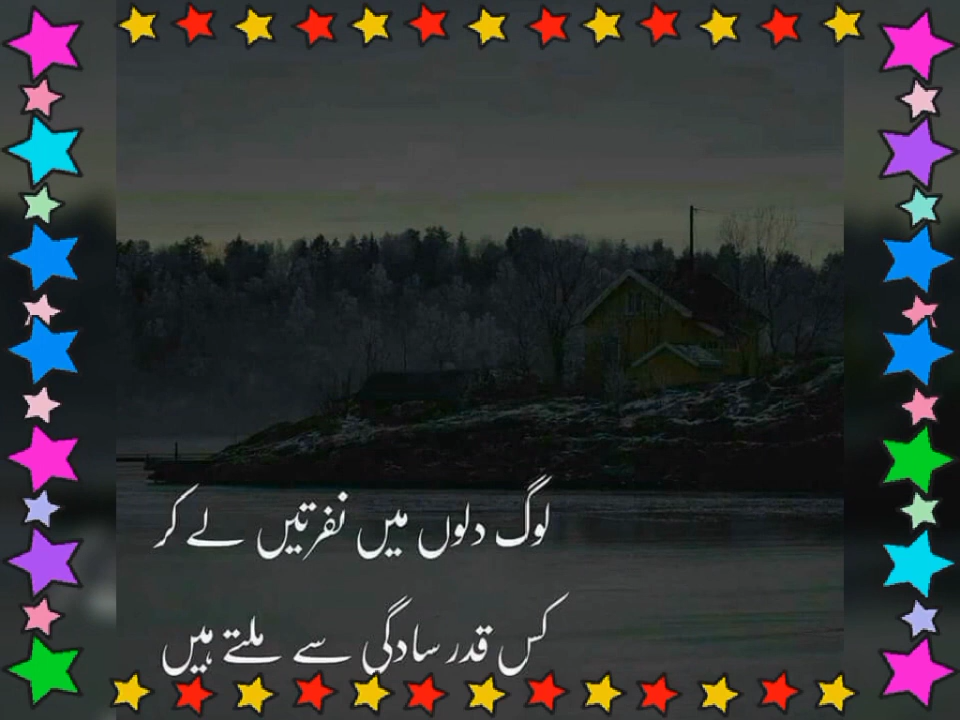 لوگ دلوں میں نفرتیں لے کر
کس قدر سادگی سے ملتے ہیں